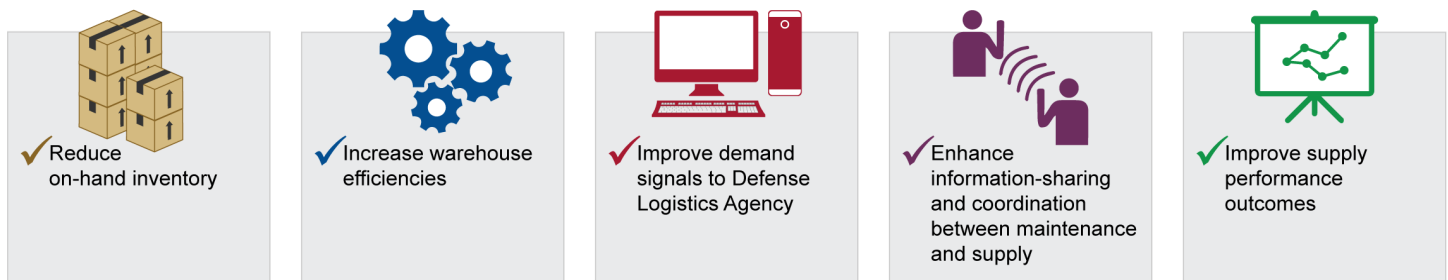 Reduce
on-hand inventory
Increase warehouse
efficiencies
Improve demand
signals to Defense
Logistics Agency
Enhance
information-sharing
and coordination
between maintenance
and supply
Improve supply
performance
outcomes